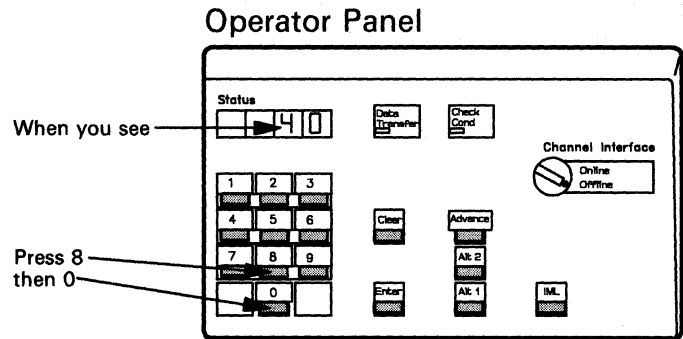 Operator Panel
Status
When you see
4 0
Data
Transfer
Check
Cond
Channel Interface
Online
Offline
1 2 3
4 5 6
Clear
Advance
7 8 9
Alt 2
Press 8
then 0
0
Enter
Alt 1
IML